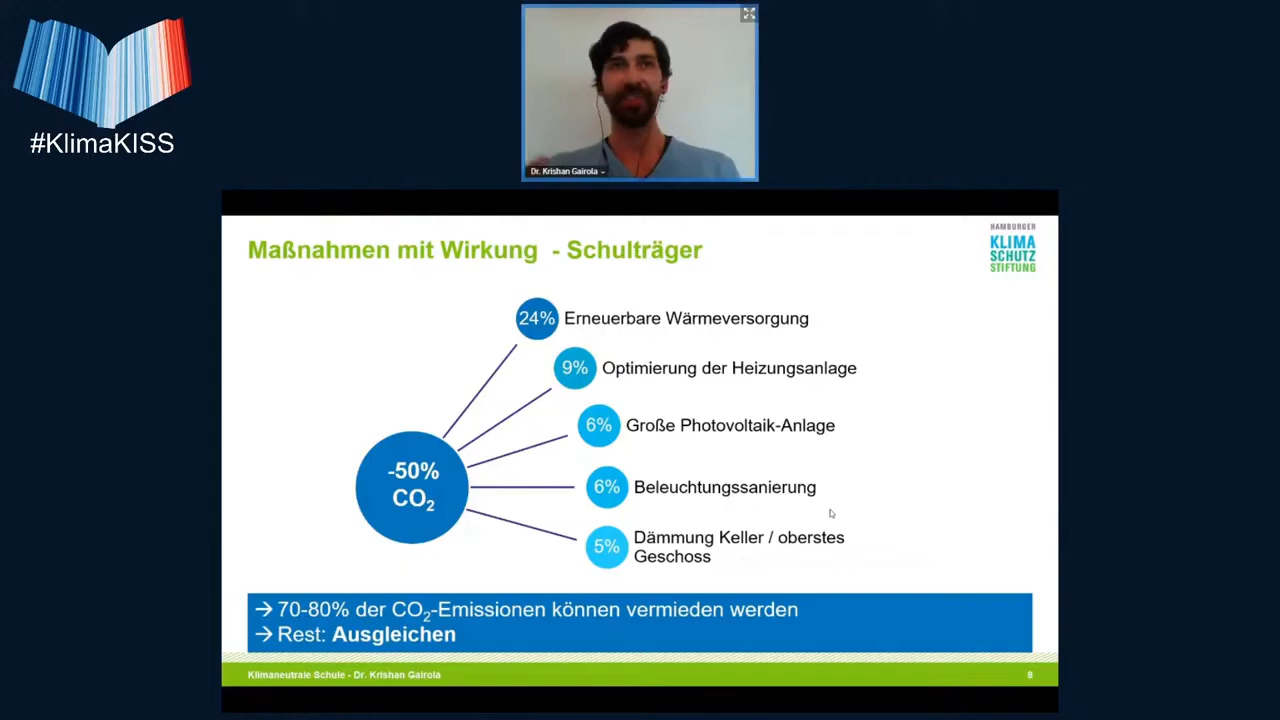 #KlimaKISS
Dr. Krishan Gairola
Maßnahmen mit Wirkung - Schulträger
HAMBURGER
KLIMA
SCHUTZ
STIFTUNG
24% Erneuerbare Wärmeversorgung
9% Optimierung der Heizungsanlage
6% Große Photovoltaik-Anlage
-50%
CO₂
6% Beleuchtungssanierung
5% Dämmung Keller / oberstes
Geschoss
→ 70-80% der CO₂-Emissionen können vermieden werden
→ Rest: Ausgleichen
Klimaneutrale Schule - Dr. Krishan Gairola
8